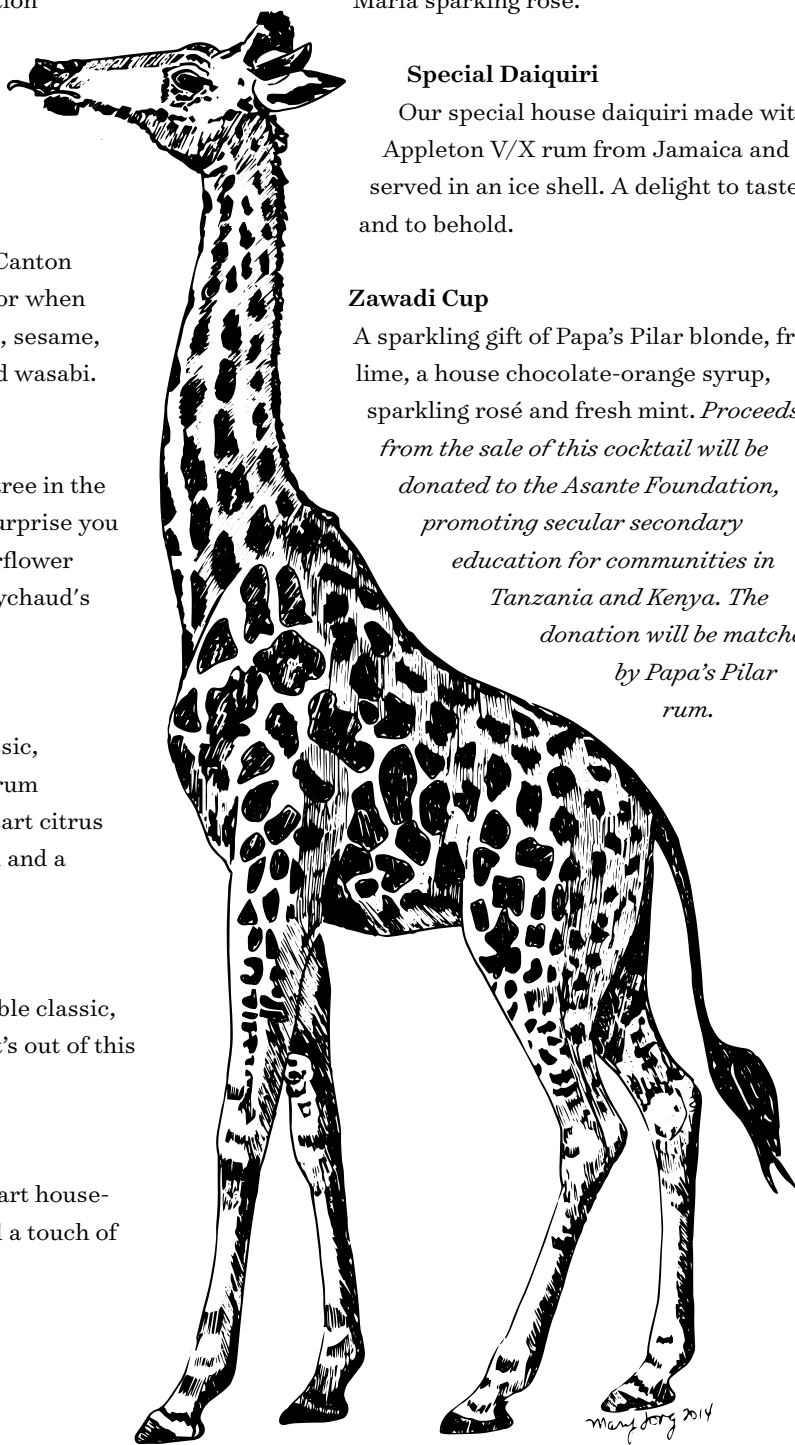 tion
Canton
or when
, sesame,
d wasabi.
tree in the
urprise you
rflower
ychaud's
sic,
rum
tart citrus
and a
ble classic,
t's out of this
art house-
d a touch of
Maria sparking rosé.
Special Daiquiri
Our special house daiquiri made wit
Appleton V/X rum from Jamaica and
served in an ice shell. A delight to taste
and to behold.
Zawadi Cup
A sparkling gift of Papa’s Pilar blonde, fr
lime, a house chocolate-orange syrup,
sparkling rosé and fresh mint. Proceeds
from the sale of this cocktail will be
donated to the Asante Foundation,
promoting secular secondary
education for communities in
Tanzania and Kenya. The
donation will be matche
by Papa’s Pilar
rum.
Mary 2014